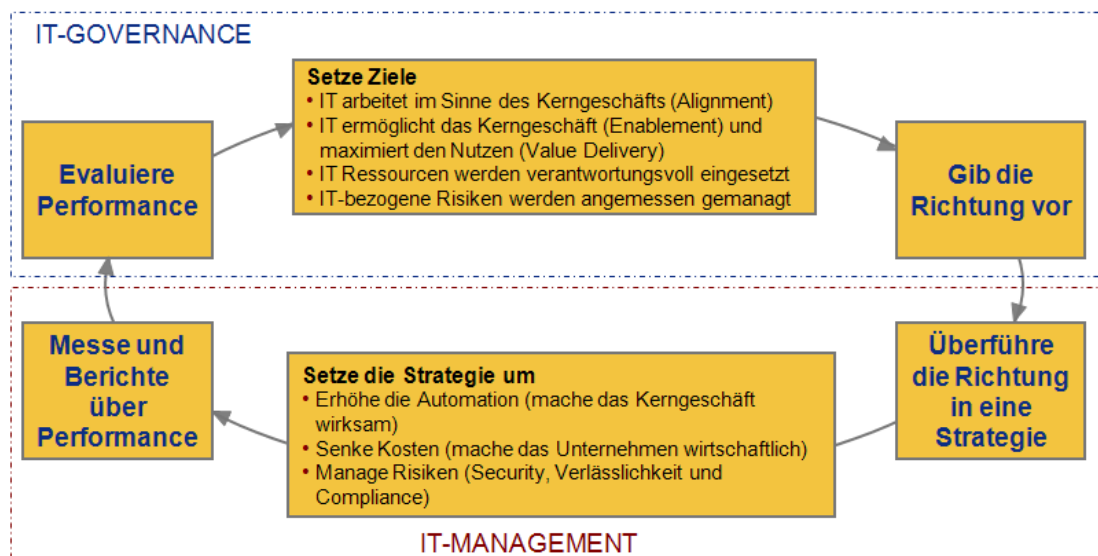 IT-GOVERNANCE
Setze Ziele
• IT arbeitet im Sinne des Kerngeschäfts (Alignment)
• IT ermöglicht das Kerngeschäft (Enablement) und
maximiert den Nutzen (Value Delivery)
• IT Ressourcen werden verantwortungsvoll eingesetzt
• IT-bezogene Risiken werden angemessen gemanagt
Evaluiere
Performance
Gib die
Richtung vor
Messe und
Berichte
über
Performance
Setze die Strategie um
• Erhöhe die Automation (mache das Kerngeschäft
wirksam)
• Senke Kosten (mache das Unternehmen wirtschaftlich)
• Manage Risiken (Security, Verlässlichkeit und
Compliance)
Überführe
die Richtung
in eine
Strategie
IT-MANAGEMENT